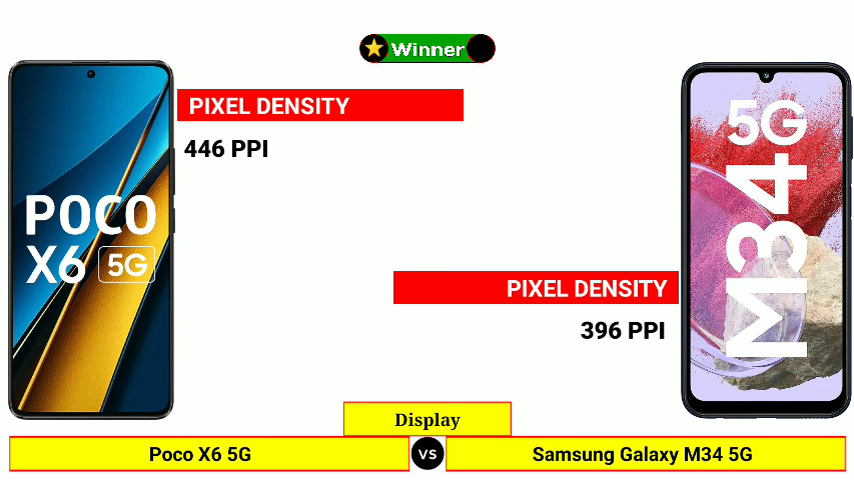 Winner
PIXEL DENSITY
446 PPI
POCO
X6 5G
5G
M34
PIXEL DENSITY
396 PPI
Display
Poco X6 5G
VS
Samsung Galaxy M34 5G